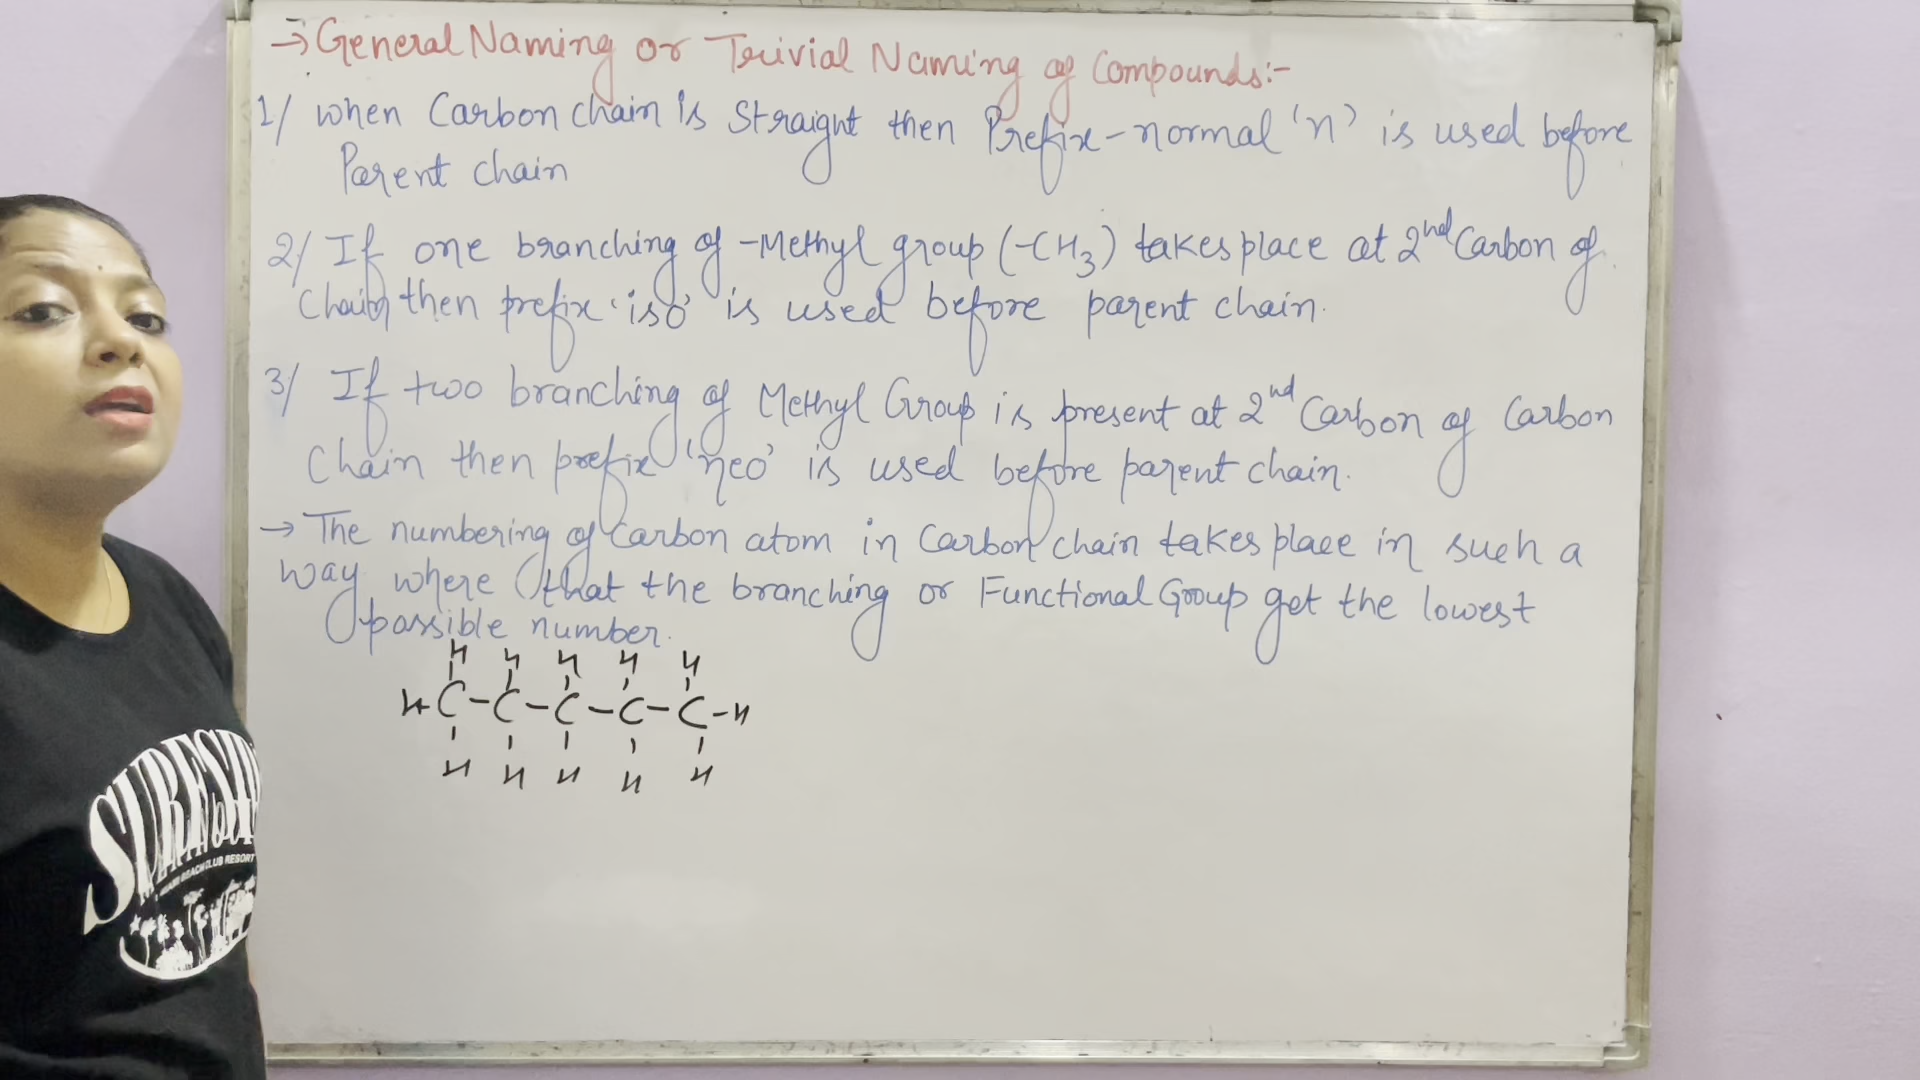 → General Naming or Trivial Naming of Compounds:-
1/ when Carbon chain is Straight then Prefix-normal 'n' is used before
Parent chain
2/ If one branching of -Methyl group (-CH3) takes place at 2nd Carbon of
Chain then prefix 'iso' is used before parent chain.
3/ If two branching of Methyl Group is present at 2nd Carbon of Carbon
Chain then prefix 'neo' is used before parent chain.
→ The numbering of Carbon atom in Carbon chain takes place in such a
way where that the branching or Functional Group get the lowest
possible number.
H H H H H
H-C-C-C-C-C-H
H H H H H
SURFSIDE
BEACH CLUB RESORT